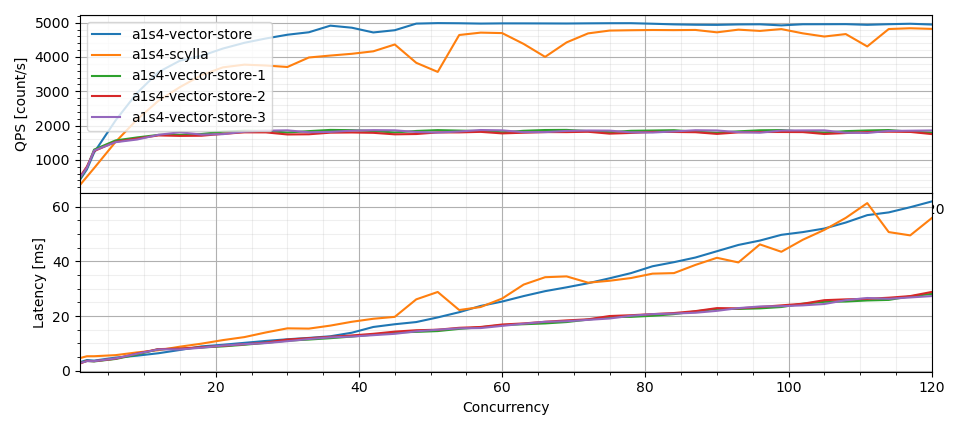 QPS [count/s]
5000
4000
3000
2000
1000
a1s4-vector-store
a1s4-scylla
a1s4-vector-store-1
a1s4-vector-store-2
a1s4-vector-store-3
Latency [ms]
60
40
20
0
20
40
60
80
100
120
20
Concurrency